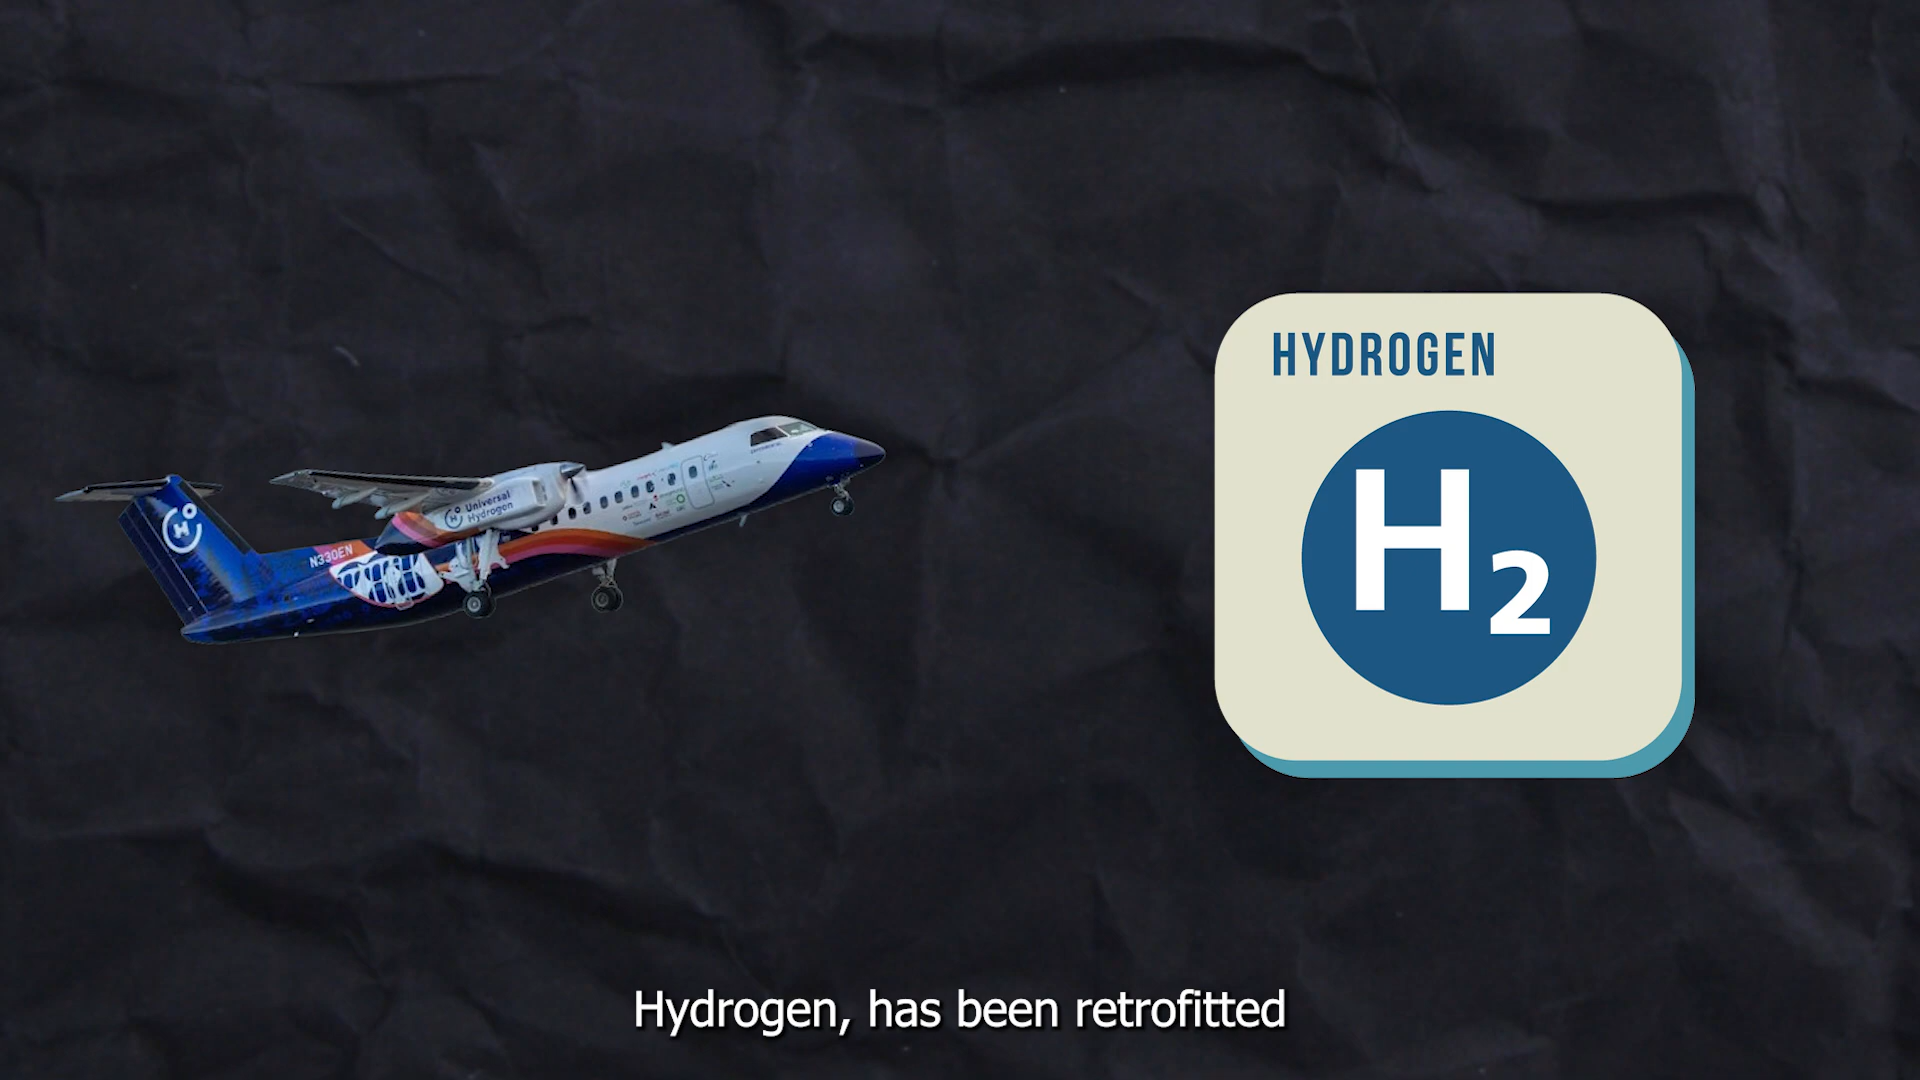 HYDROGEN
H2
Universal
Hydrogen
N330EN
Hydrogen, has been retrofitted